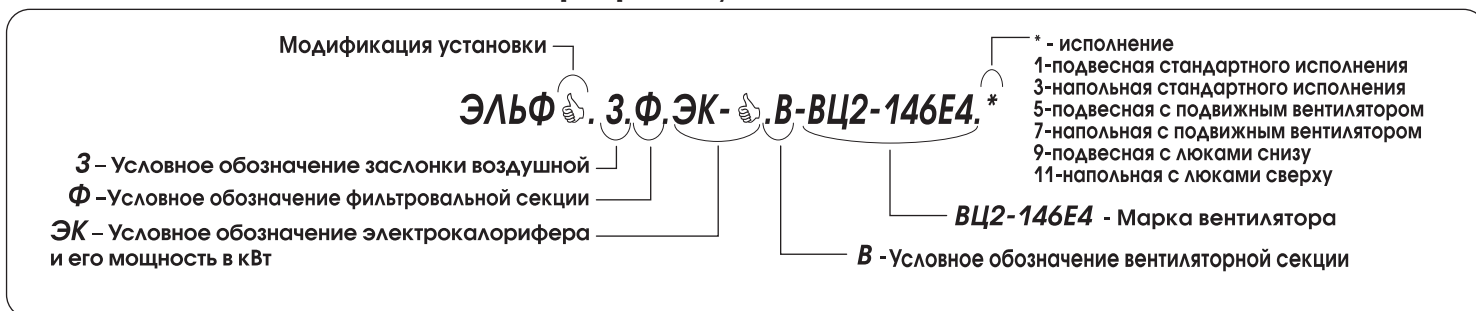 Модификация установки
ЭЛЬФ👍. З.Ф.ЭК-👍.В-ВЦ2-146Е4.*
* - исполнение
1-подвесная стандартного исполнения
3-напольная стандартного исполнения
5-подвесная с подвижным вентилятором
7-напольная с подвижным вентилятором
9-подвесная с люками снизу
11-напольная с люками сверху
З – Условное обозначение заслонки воздушной
Ф –Условное обозначение фильтровальной секции
ЭК – Условное обозначение электрокалорифера
и его мощность в кВт
ВЦ2-146Е4 - Марка вентилятора
В -Условное обозначение вентиляторной секции